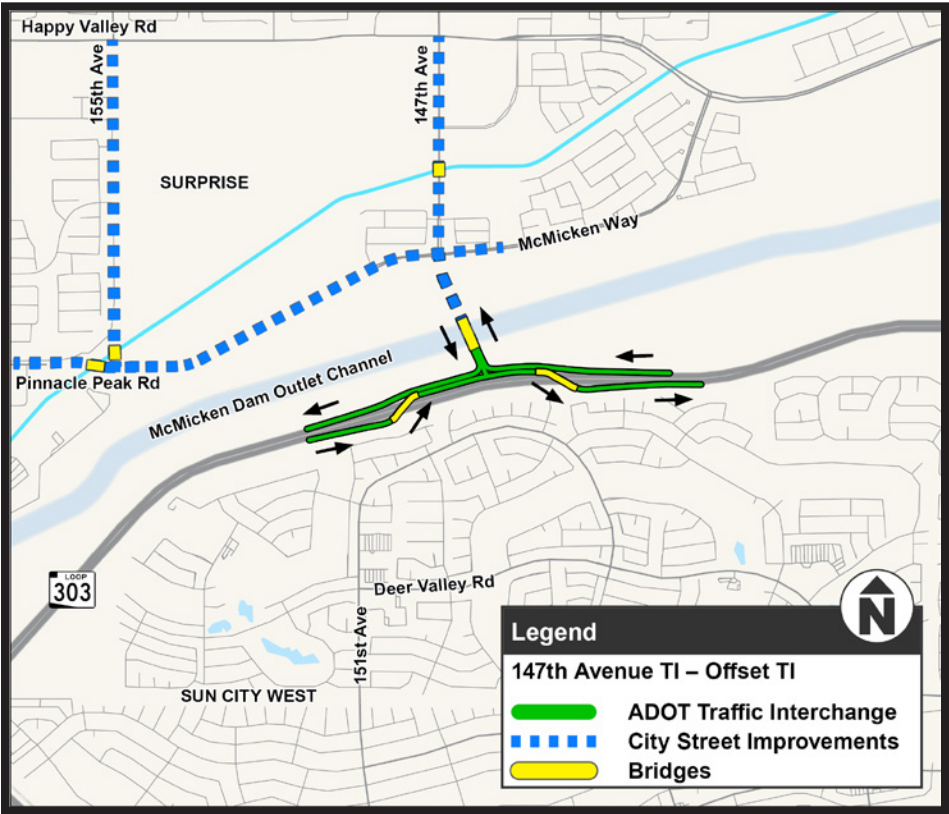 Happy Valley Rd
155th Ave
147th Ave
SURPRISE
McMicken Way
Pinnacle Peak Rd
McMicken Dam Outlet Channel
LOOP
303
Deer Valley Rd
151st Ave
SUN CITY WEST
N
Legend
147th Avenue TI – Offset TI
ADOT Traffic Interchange
City Street Improvements
Bridges